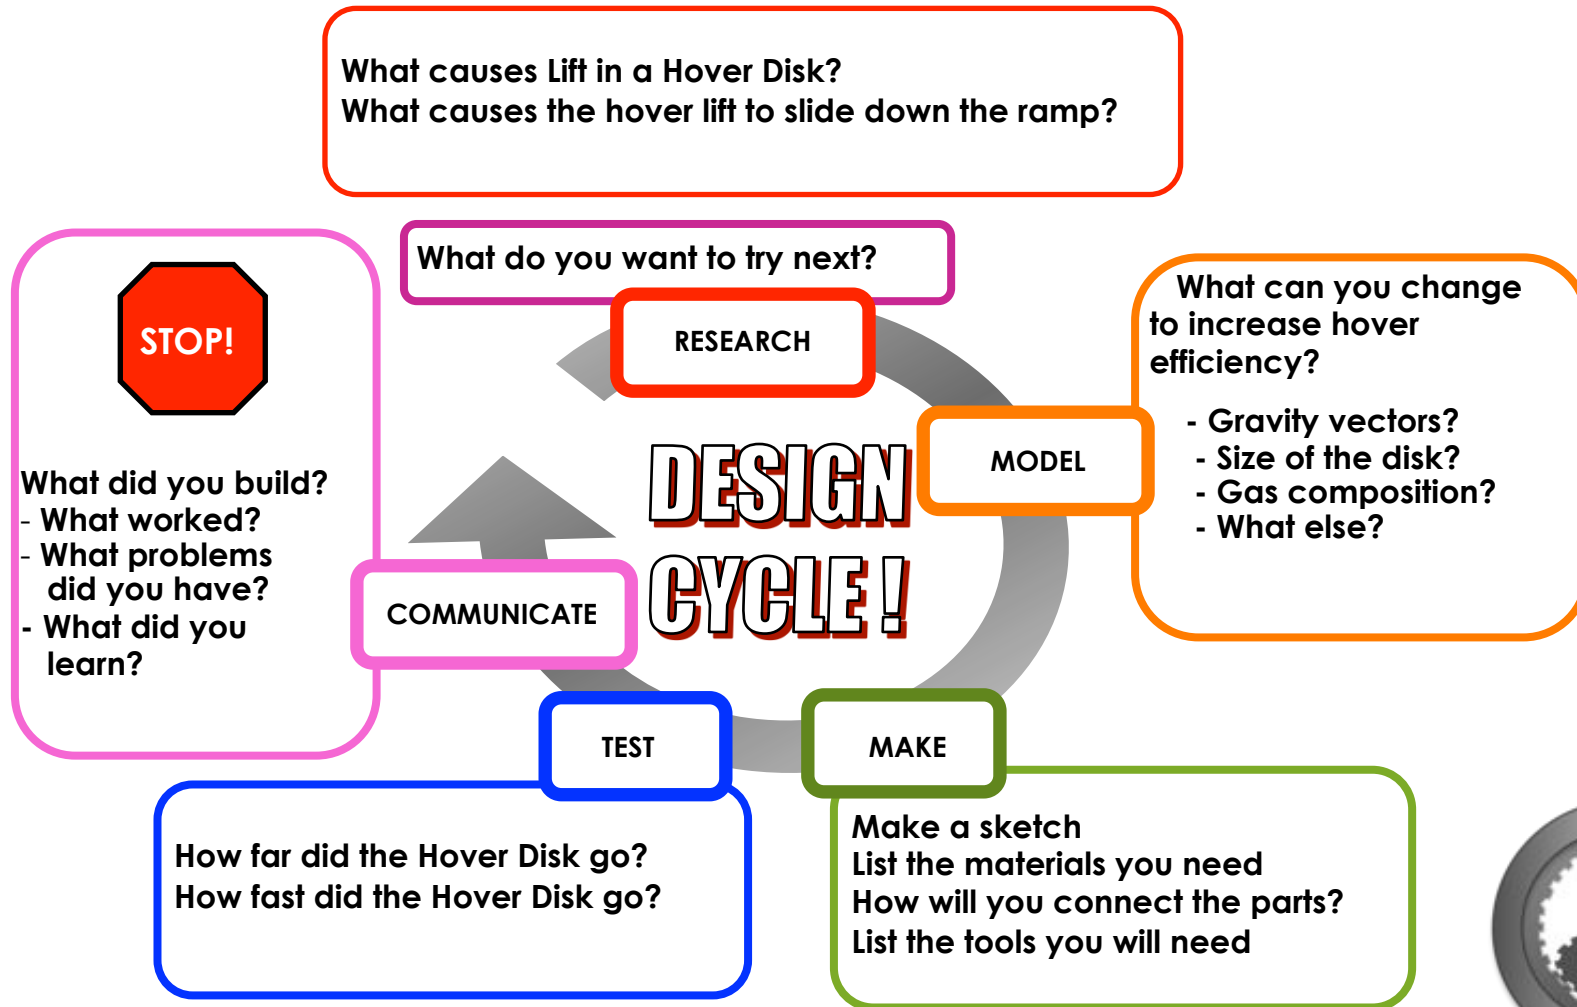 What causes Lift in a Hover Disk?
What causes the hover lift to slide down the ramp?
What do you want to try next?
RESEARCH
MODEL
What can you change
to increase hover
efficiency?
- Gravity vectors?
- Size of the disk?
- Gas composition?
- What else?
DESIGN
CYCLE !
STOP!
What did you build?
- What worked?
- What problems
did you have?
- What did you
learn?
COMMUNICATE
TEST
MAKE
How far did the Hover Disk go?
How fast did the Hover Disk go?
Make a sketch
List the materials you need
How will you connect the parts?
List the tools you will need